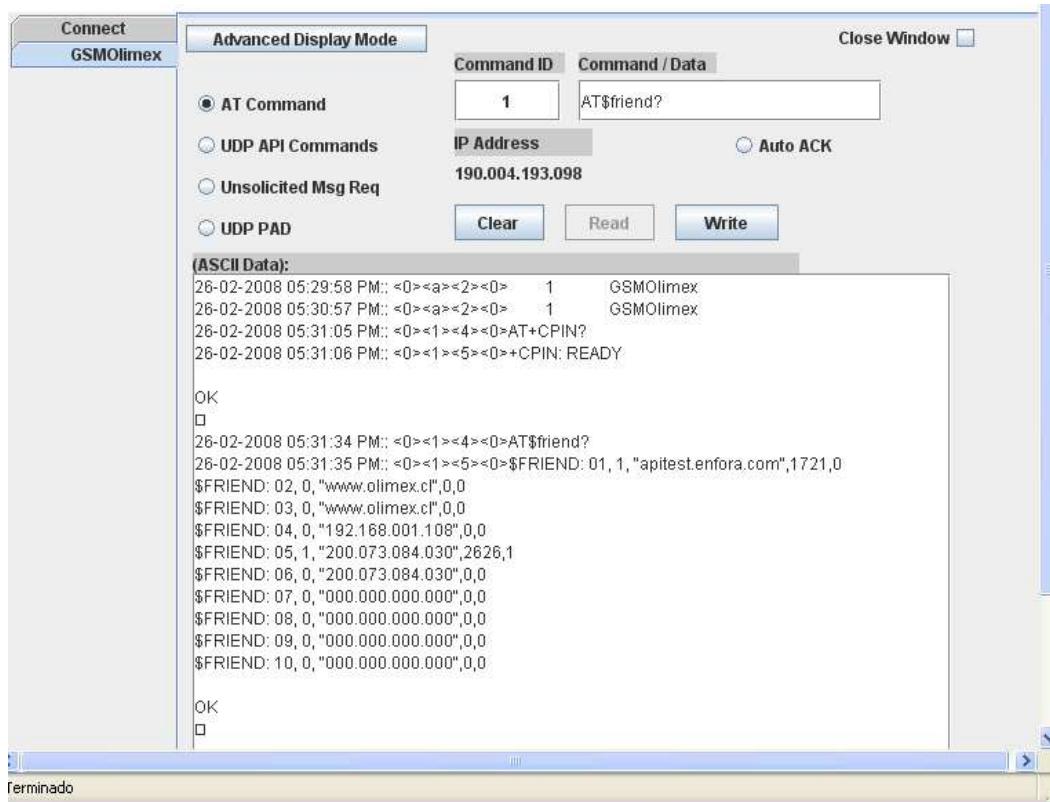 Connect
GSMOlimex
Advanced Display Mode
Close Window
Command ID
Command / Data
AT Command
1
AT$friend?
UDP API Commands
IP Address
Auto ACK
190.004.193.098
Unsolicited Msg Req
UDP PAD
Clear
Read
Write
(ASCII Data):
26-02-2008 05:29:58 PM:; <0><a><2><0> 1 GSMOlimex
26-02-2008 05:30:57 PM:; <0><a><2><0> 1 GSMOlimex
26-02-2008 05:31:05 PM:; <0><1><4><0>AT+CPIN?
26-02-2008 05:31:06 PM:; <0><1><5><0>+CPIN: READY
OK
26-02-2008 05:31:34 PM:; <0><1><4><0>AT$friend?
26-02-2008 05:31:35 PM:; <0><1><5><0>$FRIEND: 01, 1, "apitest.enfora.com",1721,0
$FRIEND: 02, 0, "www.olimex.cl",0,0
$FRIEND: 03, 0, "www.olimex.cl",0,0
$FRIEND: 04, 0, "192.168.001.108",0,0
$FRIEND: 05, 1, "200.073.084.030",2626,1
$FRIEND: 06, 0, "200.073.084.030",0,0
$FRIEND: 07, 0, "000.000.000.000",0,0
$FRIEND: 08, 0, "000.000.000.000",0,0
$FRIEND: 09, 0, "000.000.000.000",0,0
$FRIEND: 10, 0, "000.000.000.000",0,0
OK
Terminado